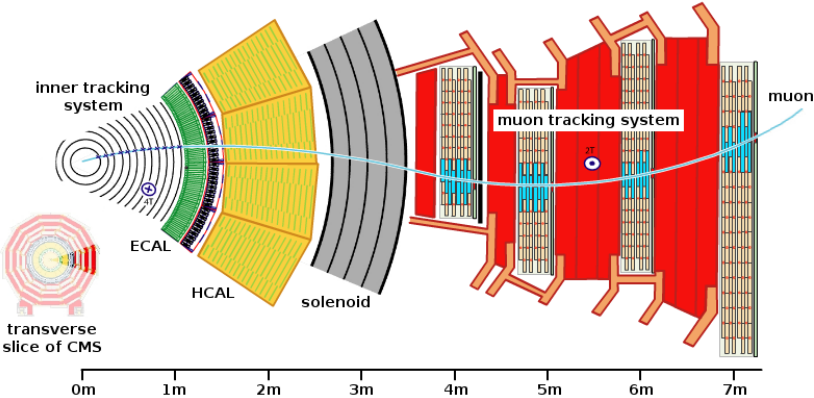 inner tracking
system
4T
ECAL
HCAL
solenoid
muon tracking system
2T
muon
transverse
slice of CMS
0m 1m 2m 3m 4m 5m 6m 7m